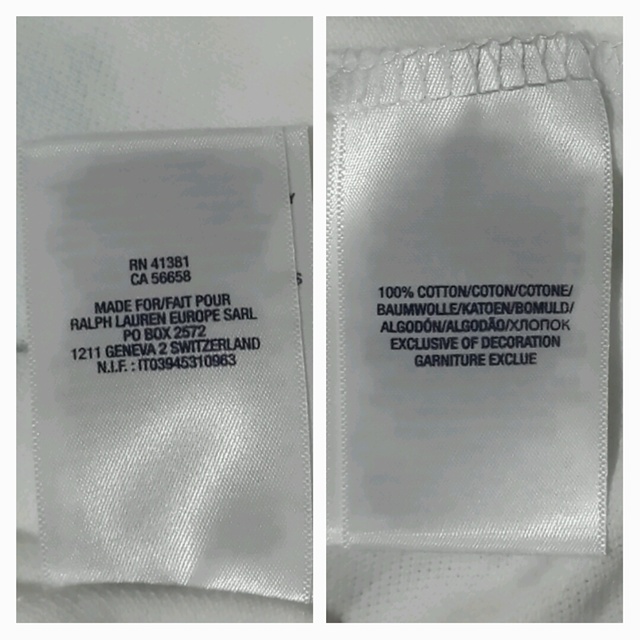 RN 41381
CA 56658
MADE FOR/FAIT POUR
RALPH LAUREN EUROPE SARL
PO BOX 2572
1211 GENEVA 2 SWITZERLAND
N.I.F. : IT03945310963
Y
S
100% COTTON/COTON/COTONE/
BAUMWOLLE/KATOEN/BOMULD/
ALGODÓN/ALGODÃO/ХЛОПОК
EXCLUSIVE OF DECORATION
GARNITURE EXCLUE